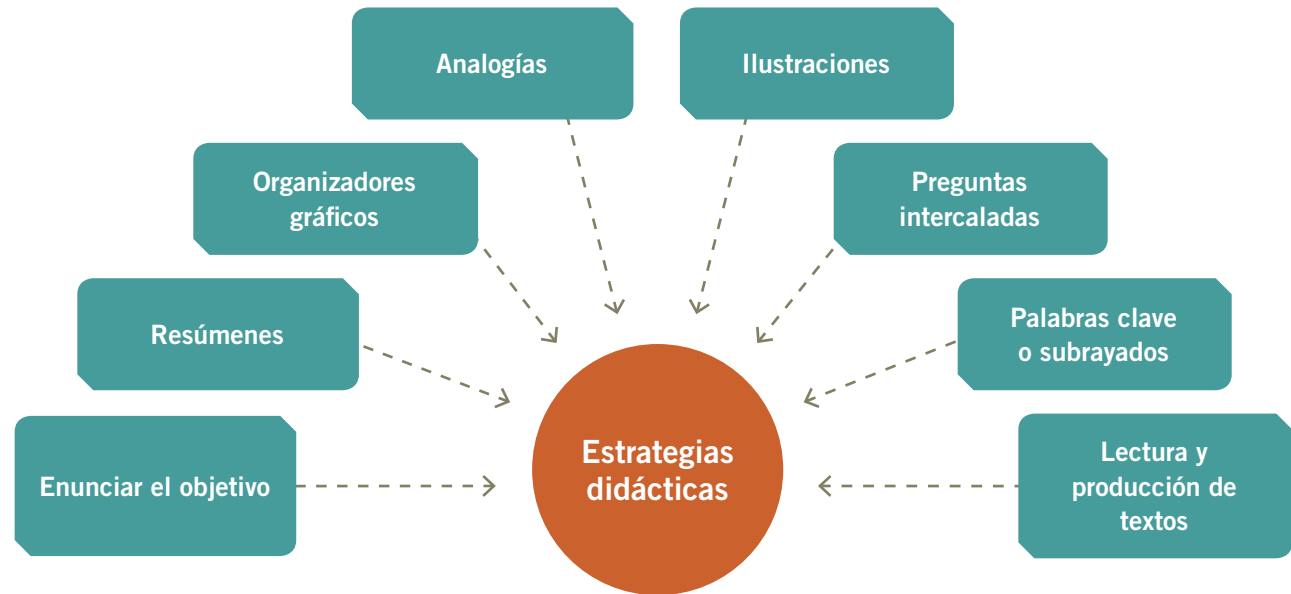 Analogías
Ilustraciones
Organizadores
gráficos
Preguntas
intercaladas
Resúmenes
Palabras clave
o subrayados
Enunciar el objetivo
Estrategias
didácticas
Lectura y
producción de
textos